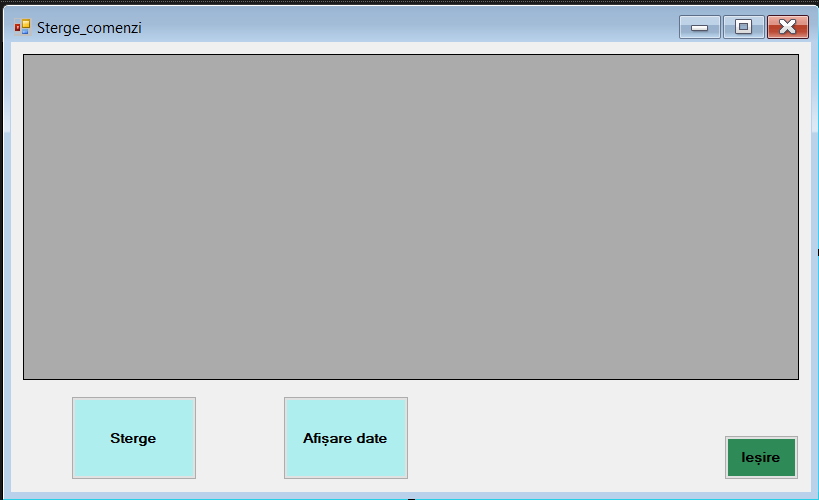 Sterge_comenzi
Sterge
Afișare date
Ieșire